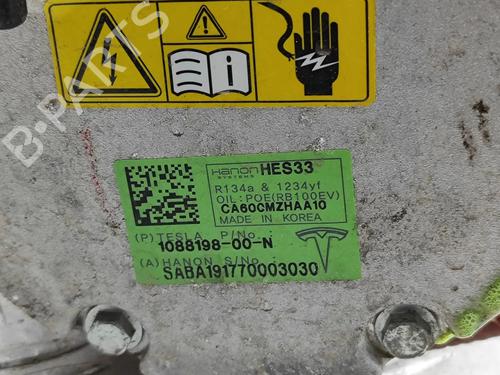 B-PARTS
Hanon
SYSTEMS
HES33
R134a & 1234yf
OIL:POE(RB100EV)
CA60CMZHAA10
MADE IN KOREA
(P) TESLA P/No:
1088198-00-N
(A) HANON S/No:
SABA191770003030